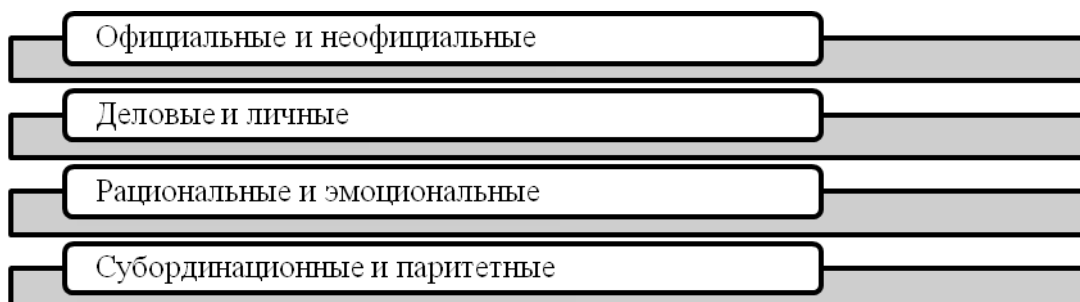 Официальные и неофициальные
Деловые и личные
Рациональные и эмоциональные
Субординационные и паритетные